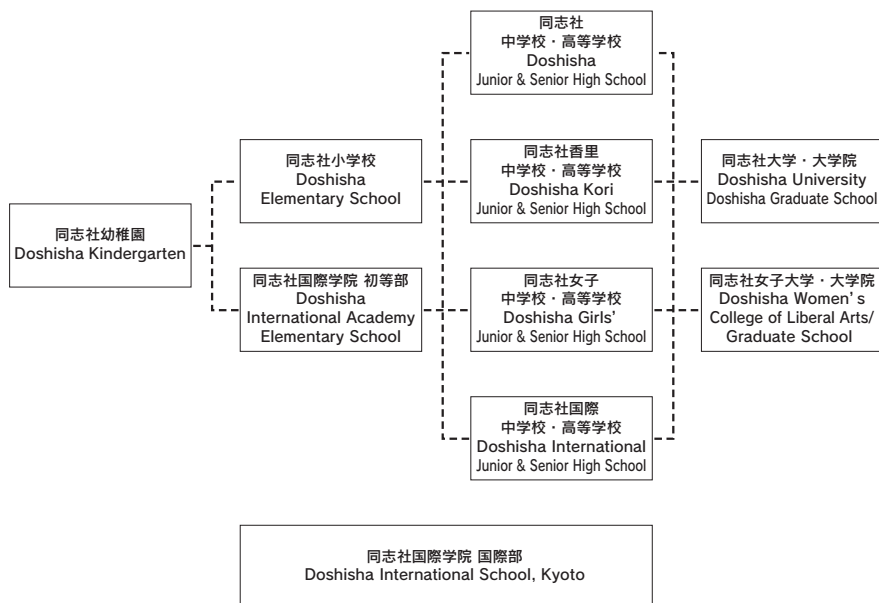 同志社幼稚園
Doshisha Kindergarten
同志社小学校
Doshisha
Elementary School
同志社国際学院 初等部
Doshisha
International Academy
Elementary School
同志社
中学校・高等学校
Doshisha
Junior & Senior High School
同志社香里
中学校・高等学校
Doshisha Kori
Junior & Senior High School
同志社女子
中学校・高等学校
Doshisha Girls’
Junior & Senior High School
同志社国際
中学校・高等学校
Doshisha International
Junior & Senior High School
同志社大学・大学院
Doshisha University
Doshisha Graduate School
同志社女子大学・大学院
Doshisha Women’s
College of Liberal Arts/
Graduate School
同志社国際学院 国際部
Doshisha International School, Kyoto